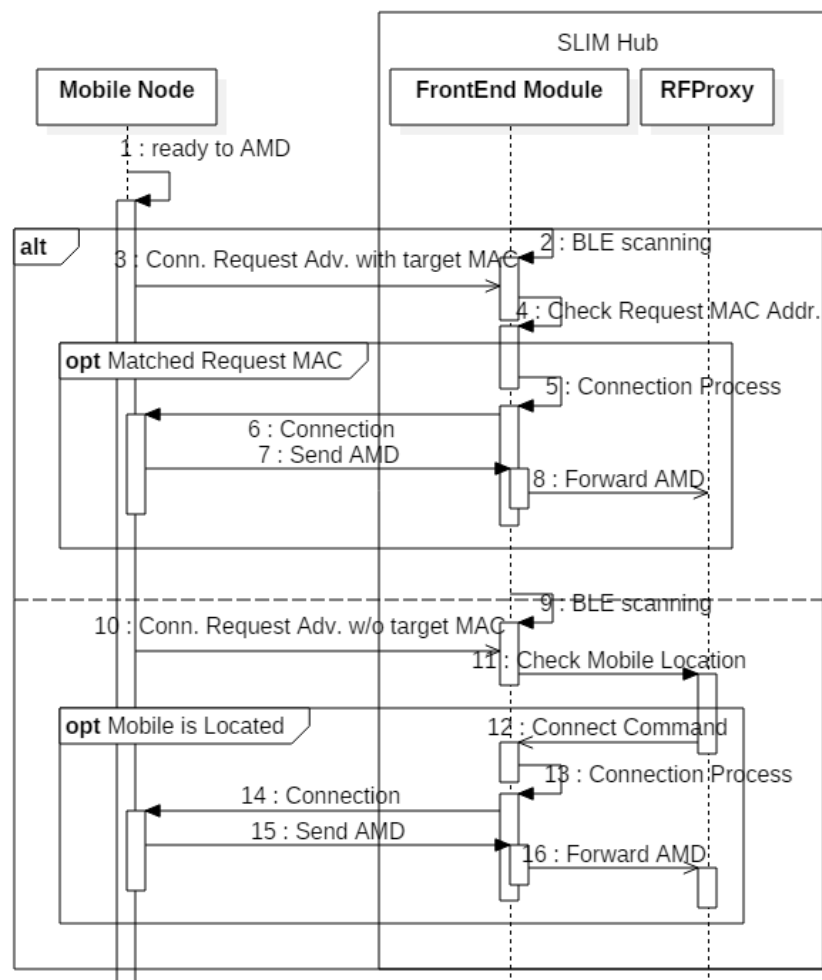 SLIM Hub
Mobile Node
FrontEnd Module
RFProxy
1 : ready to AMD
alt
2 : BLE scanning
3 : Conn. Request Adv. with target MAC
4 : Check Request MAC Addr.
opt Matched Request MAC
5 : Connection Process
6 : Connection
7 : Send AMD
8 : Forward AMD
9 : BLE scanning
10 : Conn. Request Adv. w/o target MAC
11 : Check Mobile Location
opt Mobile is Located
12 : Connect Command
13 : Connection Process
14 : Connection
15 : Send AMD
16 : Forward AMD